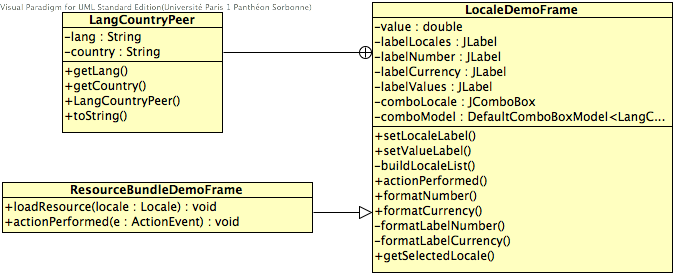 Visual Paradigm for UML Standard Edition(Université Paris 1 Panthéon Sorbonne)
LangCountryPeer
-lang : String
-country : String
+getLang()
+getCountry()
+LangCountryPeer()
+toString()
LocaleDemoFrame
-value : double
-labelLocales : JLabel
-labelNumber : JLabel
-labelCurrency : JLabel
-labelValues : JLabel
-comboLocale : JComboBox
-comboModel : DefaultComboBoxModel<LangC...
+setLocaleLabel()
+setValueLabel()
-buildLocaleList()
+actionPerformed()
+formatNumber()
+formatCurrency()
-formatLabelNumber()
-formatLabelCurrency()
+getSelectedLocale()
ResourceBundleDemoFrame
+loadResource(locale : Locale) : void
+actionPerformed(e : ActionEvent) : void